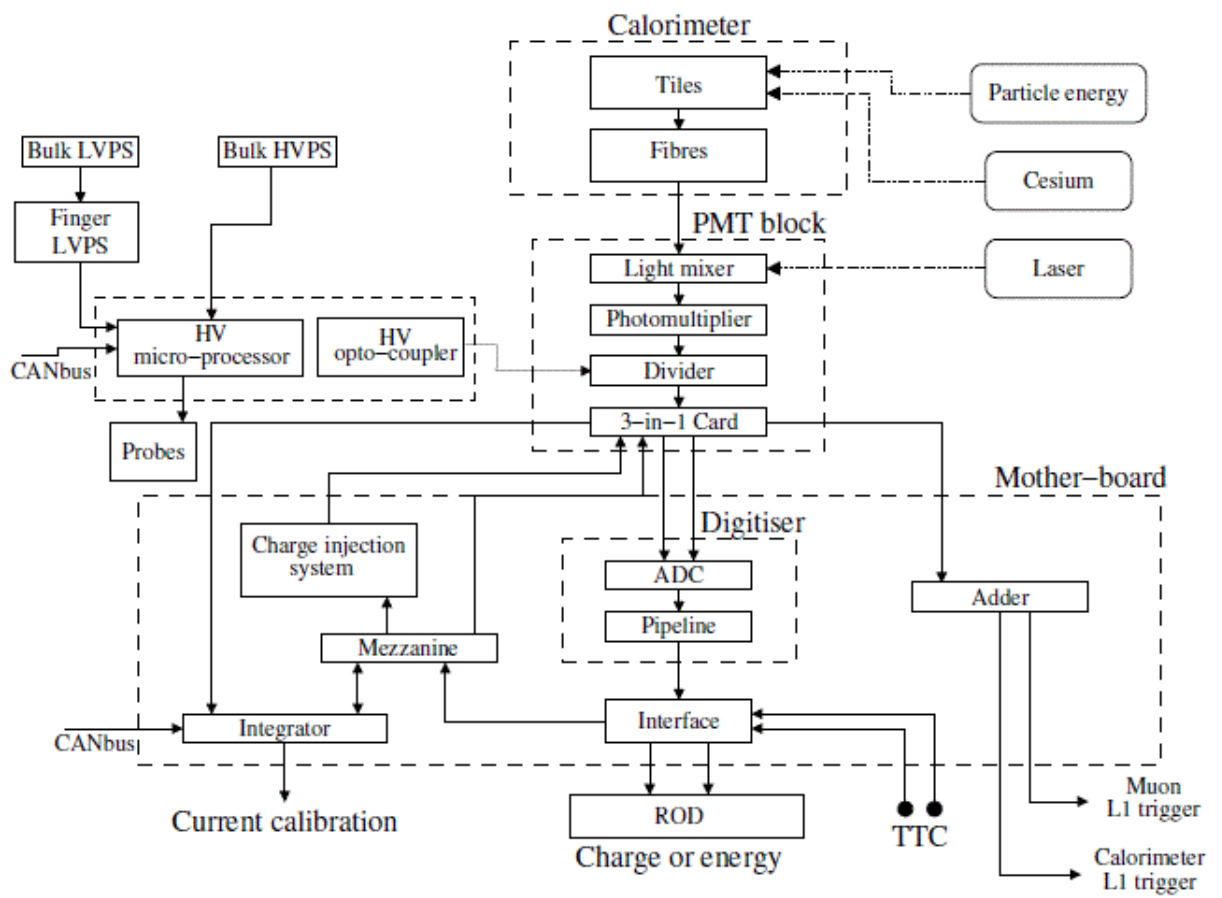 Calorimeter
Tiles
Particle energy
Bulk LVPS
Bulk HVPS
Fibres
Cesium
Finger
LVPS
PMT block
Light mixer
Laser
HV
micro-processor
HV
opto-coupler
Photomultiplier
CANbus
Divider
3-in-1 Card
Probes
Mother-board
Digitiser
Charge injection
system
ADC
Adder
Pipeline
Mezzanine
Integrator
Interface
CANbus
Current calibration
ROD
Charge or energy
TTC
Muon
L1 trigger
Calorimeter
L1 trigger